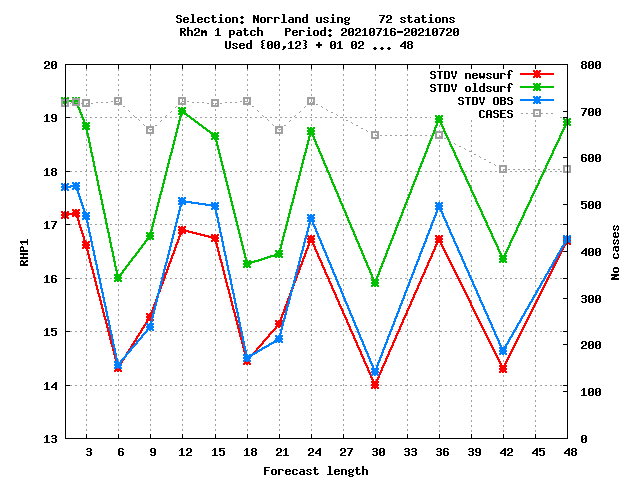 Selection: Norrland using    72 stations
Rh2m 1 patch   Period: 20210716-20210720
Used {00,12} + 01 02 ... 48
STDV newsurf
STDV oldsurf
STDV OBS
CASES
20
19
18
17
16
15
14
13
800
700
600
500
400
300
200
100
0
RHP1
No cases
3 6 9 12 15 18 21 24 27 30 33 36 39 42 45 48
Forecast length